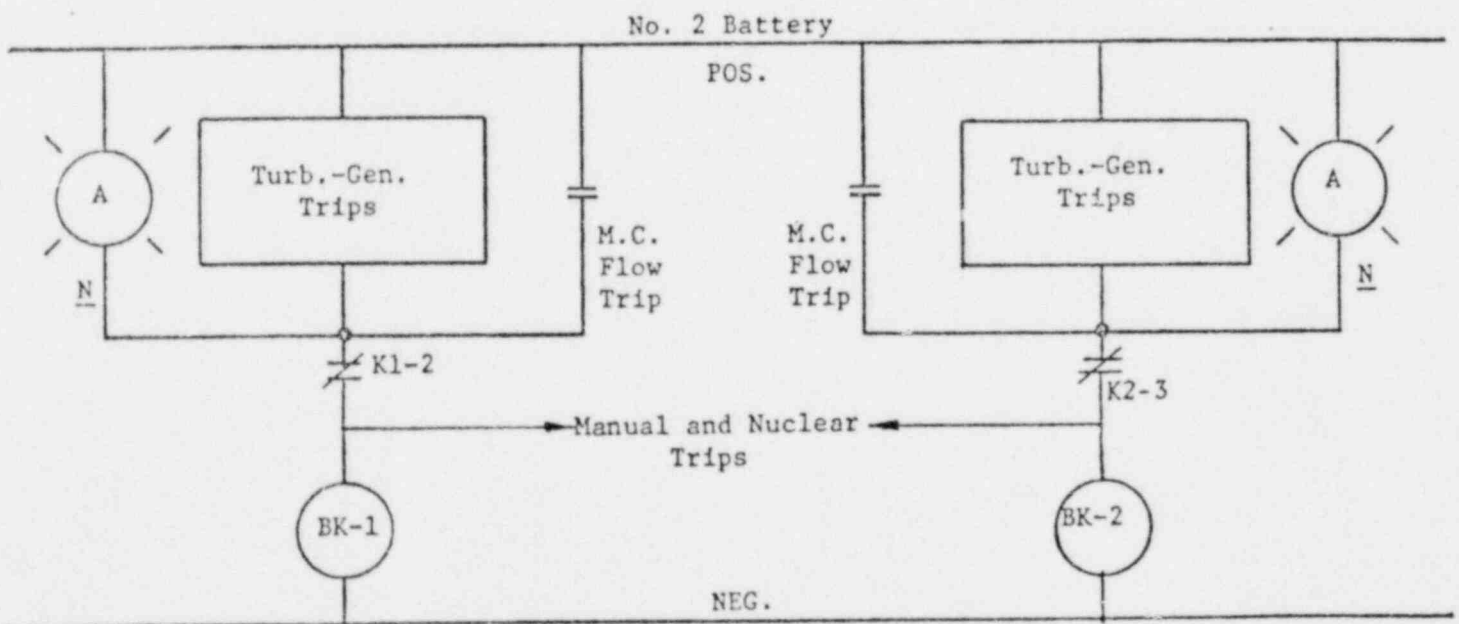 No. 2 Battery
POS.
A
Turb.-Gen.
Trips
M.C.
Flow
Trip
N
K1-2
M.C.
Flow
Trip
Turb.-Gen.
Trips
A
N
K2-3
Manual and Nuclear
Trips
BK-1
BK-2
NEG.